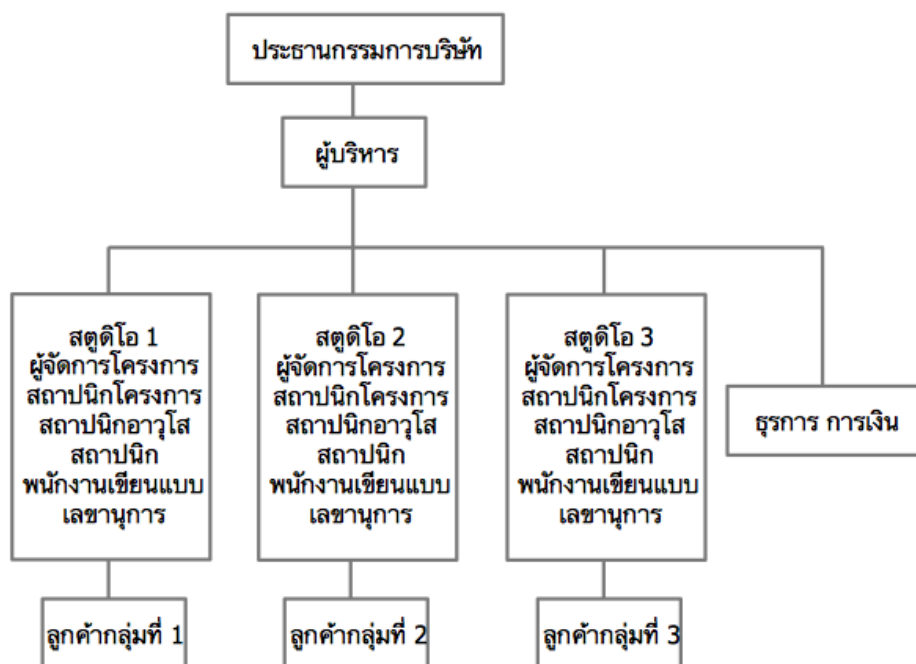 ประธานกรรมการบริษัท
ผู้บริหาร
สตูดิโอ 1
ผู้จัดการโครงการ
สถาปนิกโครงการ
สถาปนิกอาวุโส
สถาปนิก
พนักงานเขียนแบบ
เลขานุการ
สตูดิโอ 2
ผู้จัดการโครงการ
สถาปนิกโครงการ
สถาปนิกอาวุโส
สถาปนิก
พนักงานเขียนแบบ
เลขานุการ
สตูดิโอ 3
ผู้จัดการโครงการ
สถาปนิกโครงการ
สถาปนิกอาวุโส
สถาปนิก
พนักงานเขียนแบบ
เลขานุการ
ธุรการ การเงิน
ลูกค้ากลุ่มที่ 1
ลูกค้ากลุ่มที่ 2
ลูกค้ากลุ่มที่ 3